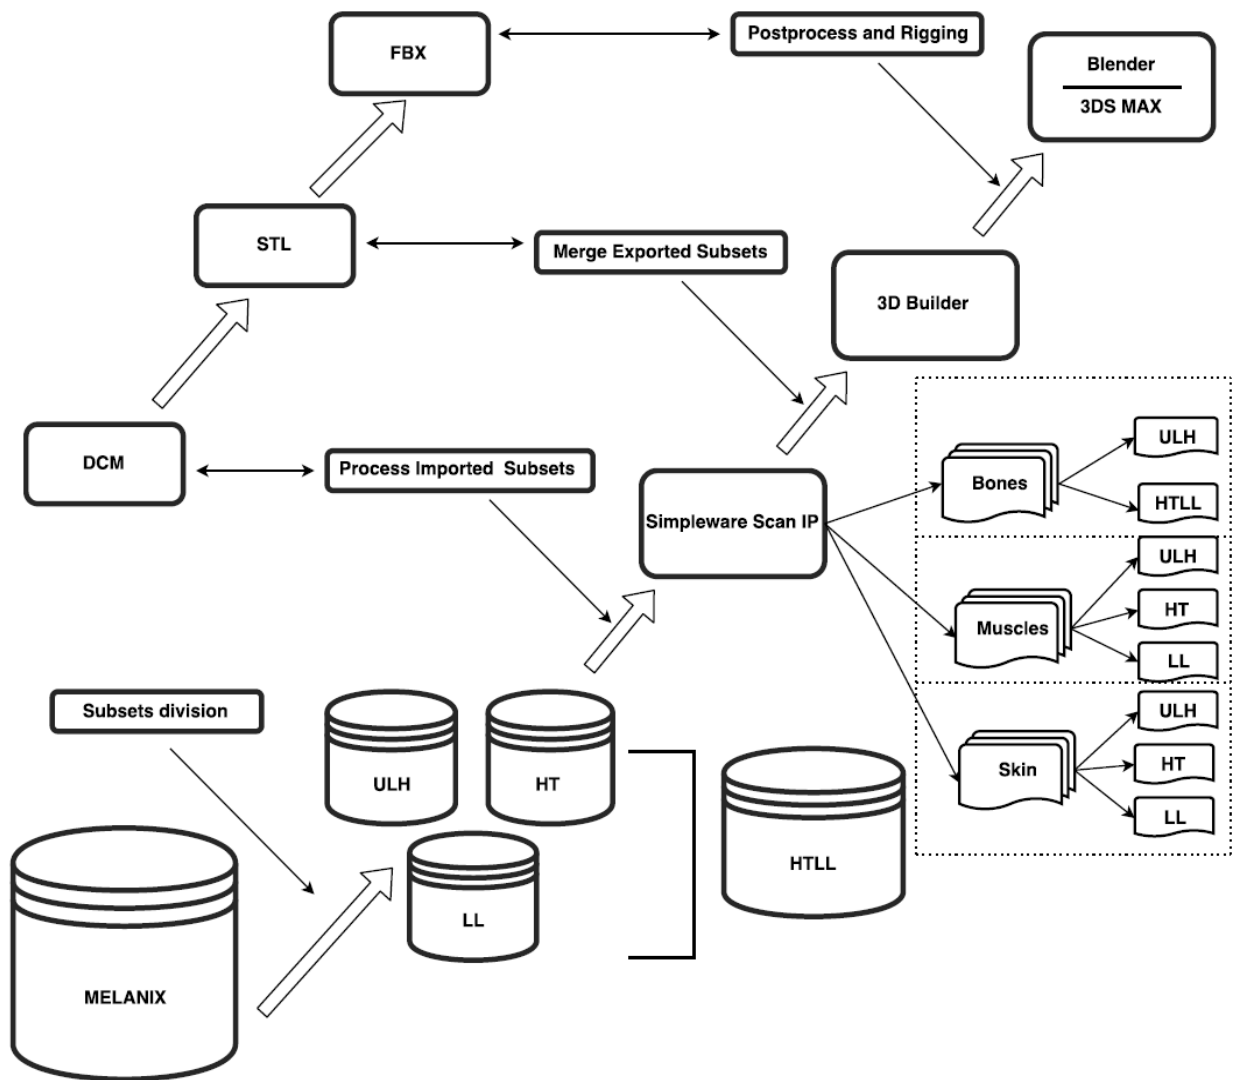 FBX
Postprocess and Rigging
Blender
3DS MAX
STL
Merge Exported Subsets
3D Builder
DCM
Process Imported Subsets
Simpleware Scan IP
Bones
ULH
HTLL
Muscles
ULH
HT
LL
Skin
ULH
HT
LL
Subsets division
ULH
HT
LL
HTLL
MELANIX